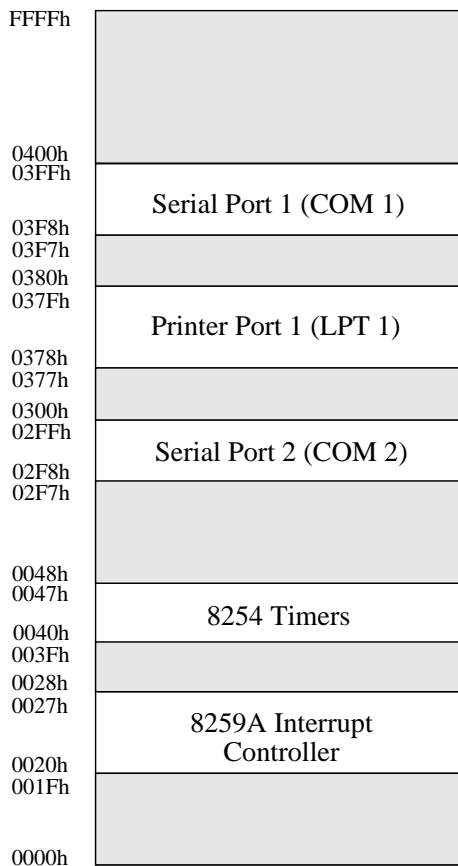 FFFFh
0400h
03FFh
Serial Port 1 (COM 1)
03F8h
03F7h
0380h
037Fh
Printer Port 1 (LPT 1)
0378h
0377h
0300h
02FFh
Serial Port 2 (COM 2)
02F8h
02F7h
0048h
0047h
8254 Timers
0040h
003Fh
0028h
0027h
8259A Interrupt
Controller
0020h
001Fh
0000h